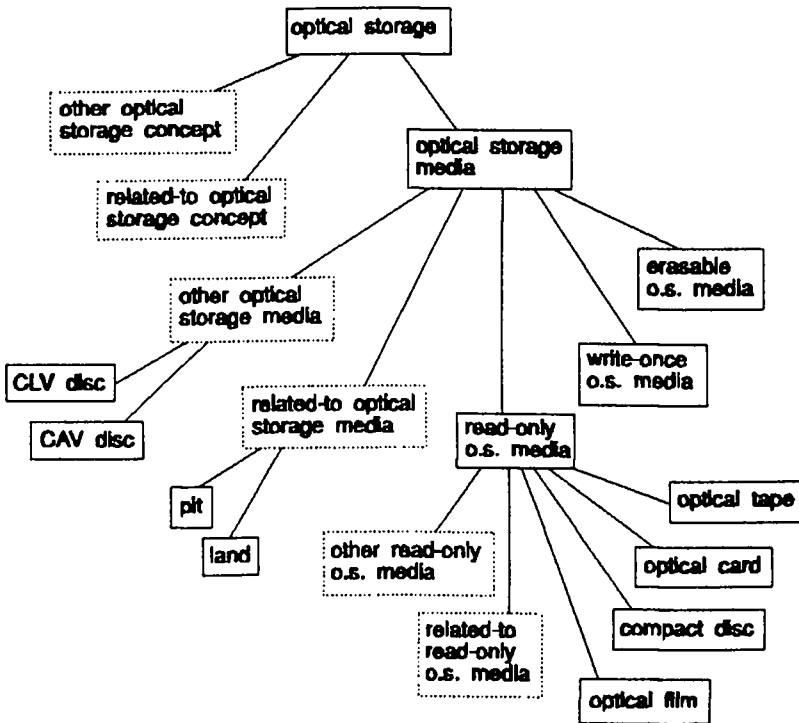 optical storage
other optical
storage concept
optical storage
media
related-to optical
storage concept
erasable
o.s. media
other optical
storage media
write-once
o.s. media
CLV disc
related-to optical
storage media
CAV disc
read-only
o.s. media
pit
optical tape
land
other read-only
o.s. media
optical card
related-to
read-only
o.s. media
compact disc
optical film